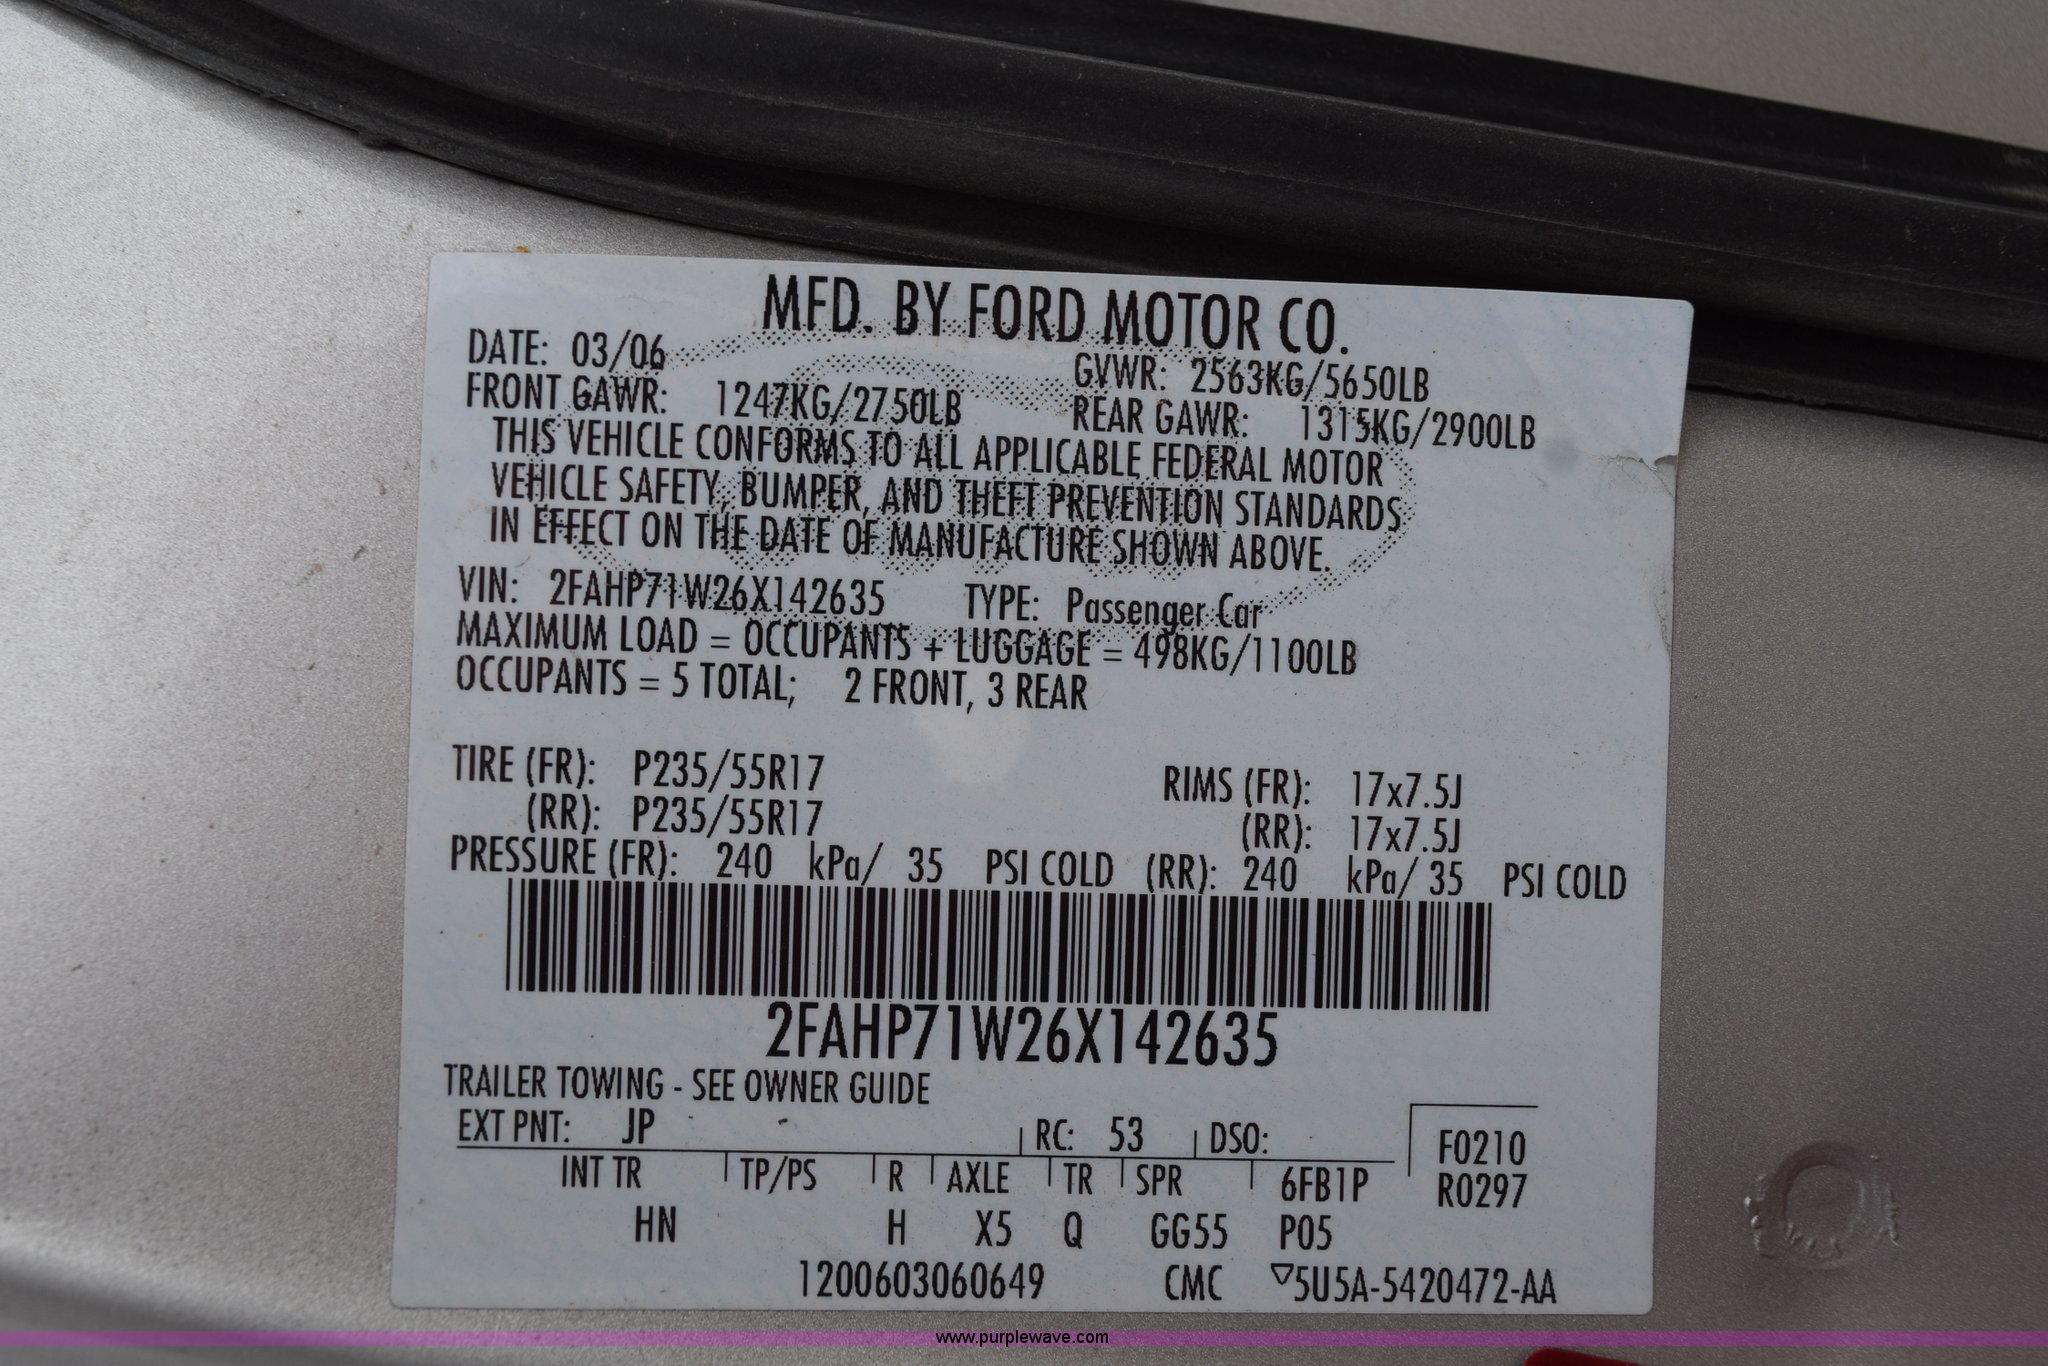 MFD. BY FORD MOTOR CO.
DATE: 03/06 GVWR: 2563KG/5650LB
FRONT GAWR: 1247KG/2750LB REAR GAWR: 1315KG/2900LB
THIS VEHICLE CONFORMS TO ALL APPLICABLE FEDERAL MOTOR
VEHICLE SAFETY, BUMPER, AND THEFT PREVENTION STANDARDS
IN EFFECT ON THE DATE OF MANUFACTURE SHOWN ABOVE.
VIN: 2FAHP71W26X142635 TYPE: Passenger Car
MAXIMUM LOAD = OCCUPANTS + LUGGAGE = 498KG/1100LB
OCCUPANTS = 5 TOTAL; 2 FRONT, 3 REAR
TIRE (FR): P235/55R17 RIMS (FR): 17x7.5J
(RR): P235/55R17 (RR): 17x7.5J
PRESSURE (FR): 240 kPa/ 35 PSI COLD (RR): 240 kPa/ 35 PSI COLD
2FAHP71W26X142635
TRAILER TOWING - SEE OWNER GUIDE
EXT PNT: JP RC: 53 DSO: F0210
INT TR TP/PS R AXLE TR SPR 6FB1P R0297
HN H X5 Q GG55 P05
1200603060649 CMC ▽5U5A-5420472-AA
www.purplewave.com